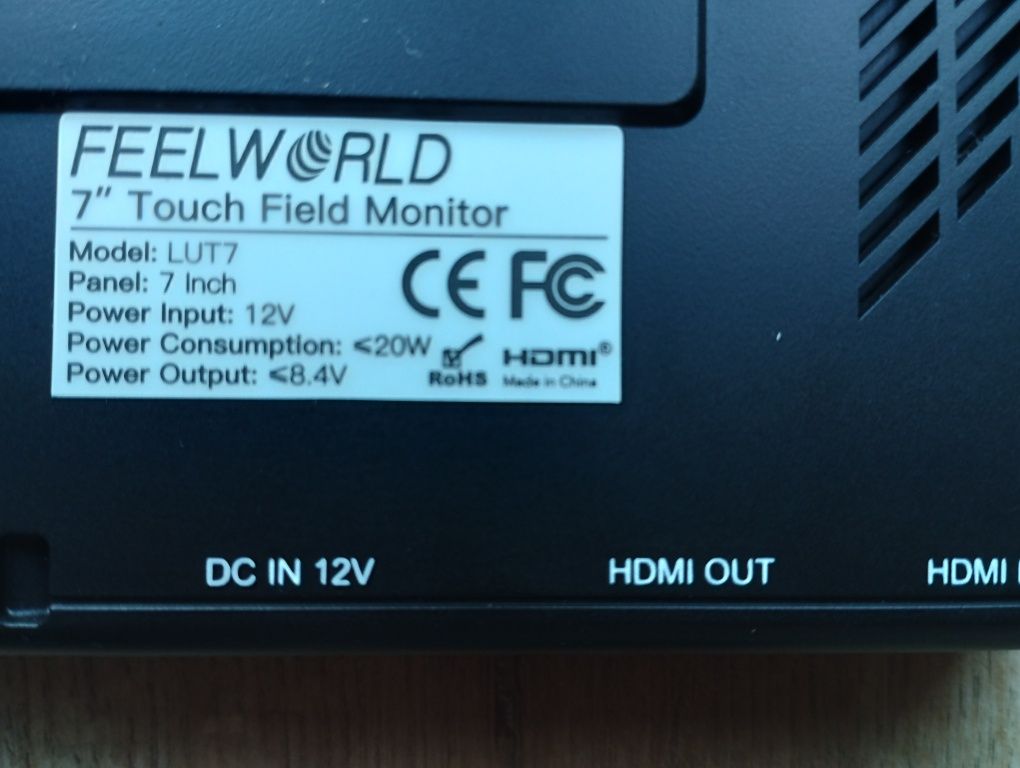 FEELWORLD
7" Touch Field Monitor
Model: LUT7
Panel: 7 Inch
Power Input: 12V
Power Consumption: ≤20W
Power Output: ≤8.4V
CE FC
RoHS
HDMI®
Made in China
DC IN 12V
HDMI OUT
HDMI